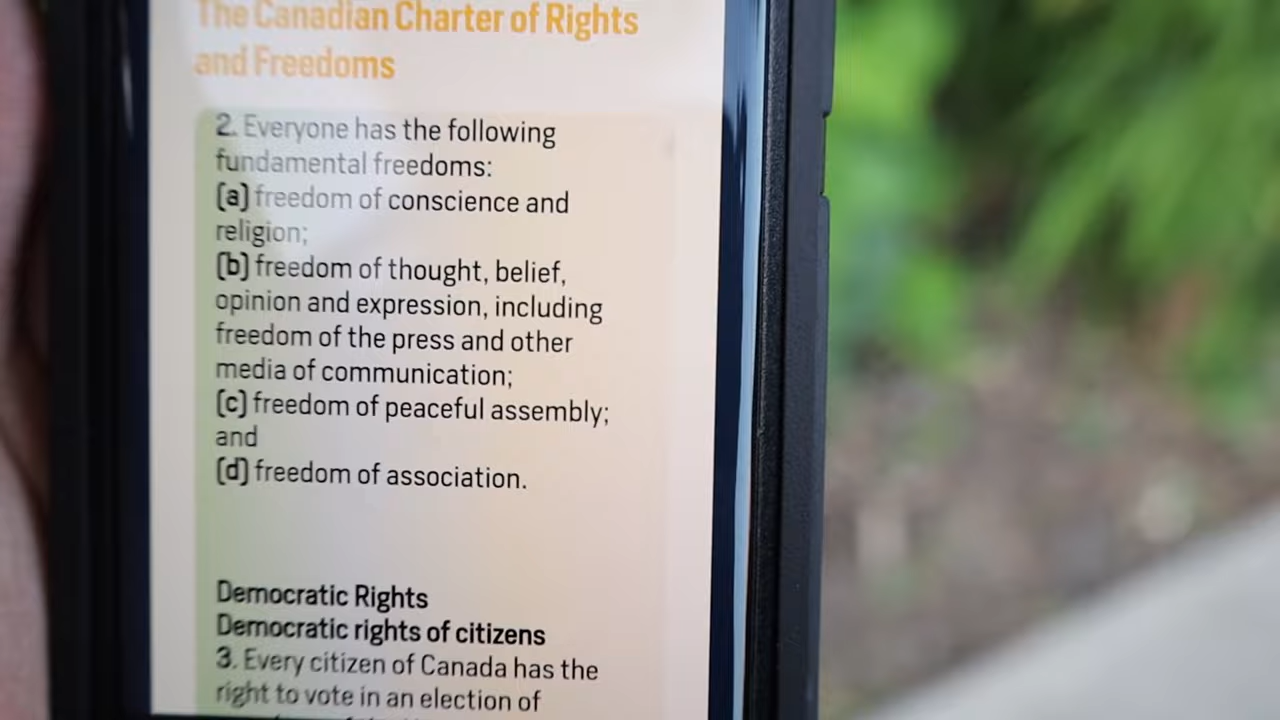 The Canadian Charter of Rights
and Freedoms
2. Everyone has the following
fundamental freedoms:
(a) freedom of conscience and
religion;
(b) freedom of thought, belief,
opinion and expression, including
freedom of the press and other
media of communication;
(c) freedom of peaceful assembly;
and
(d) freedom of association.
Democratic Rights
Democratic rights of citizens
3. Every citizen of Canada has the
right to vote in an election of